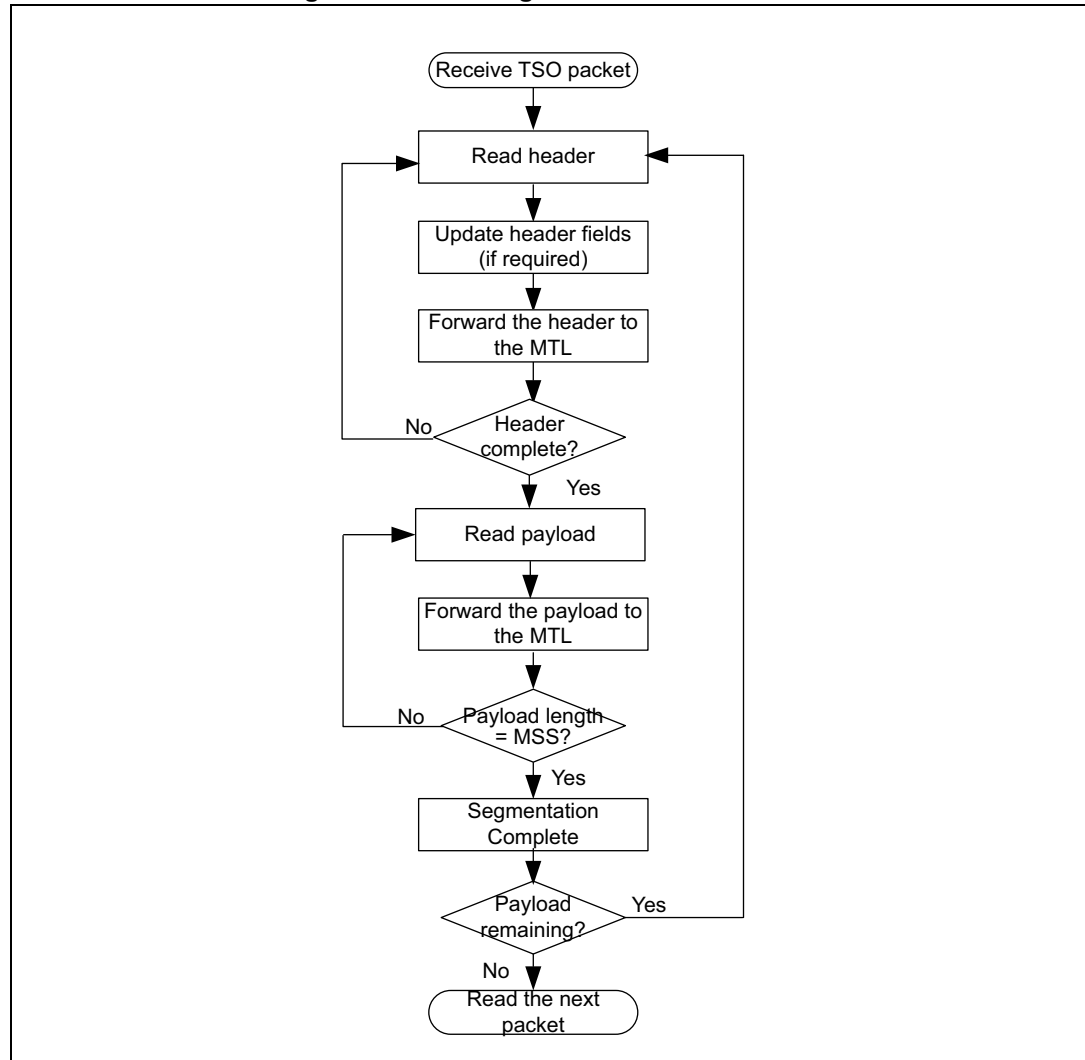 Receive TSO packet
Read header
Update header fields
(if required)
Forward the header to
the MTL
No
Header
complete?
Yes
Read payload
Forward the payload to
the MTL
No
Payload length
= MSS?
Yes
Segmentation
Complete
Payload
remaining?
Yes
No
Read the next
packet